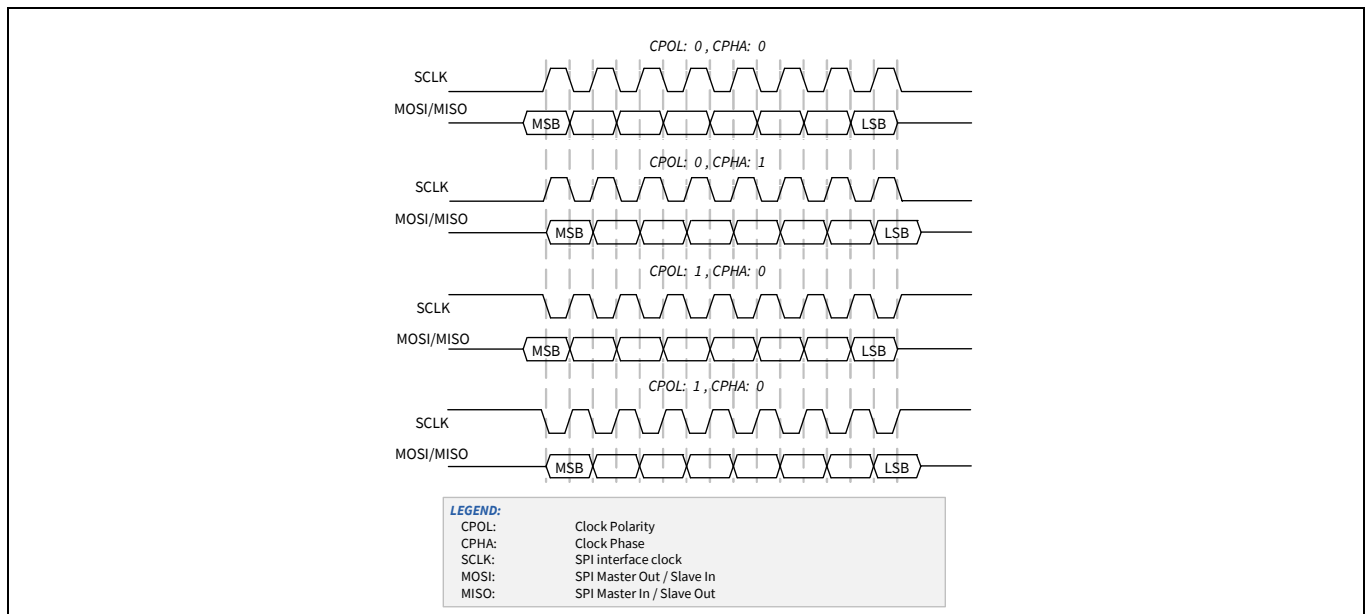 CPOL: 0 , CPHA: 0
SCLK
MOSI/MISO
MSB LSB
CPOL: 0 , CPHA: 1
SCLK
MOSI/MISO
MSB LSB
CPOL: 1 , CPHA: 0
SCLK
MOSI/MISO
MSB LSB
CPOL: 1 , CPHA: 0
SCLK
MOSI/MISO
MSB LSB
LEGEND:
CPOL: Clock Polarity
CPHA: Clock Phase
SCLK: SPI interface clock
MOSI: SPI Master Out / Slave In
MISO: SPI Master In / Slave Out